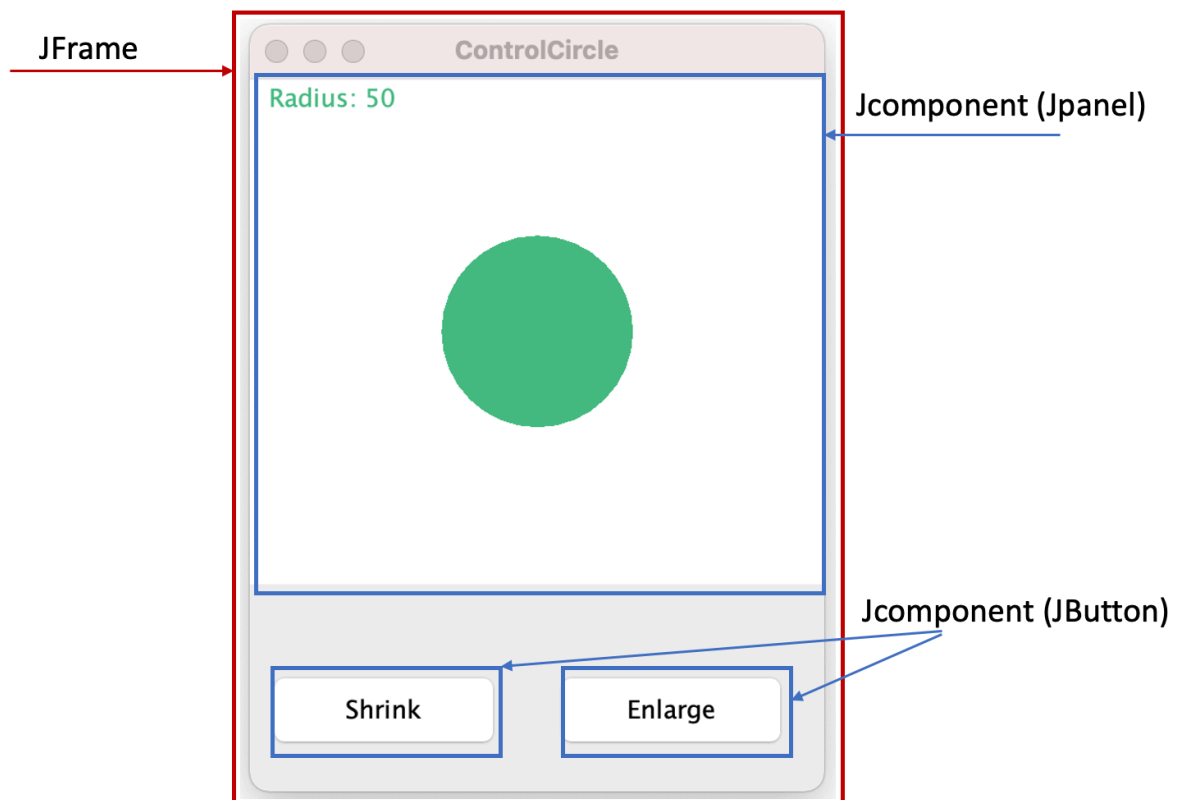 JFrame
ControlCircle
Radius: 50
Jcomponent (Jpanel)
Jcomponent (JButton)
Shrink
Enlarge